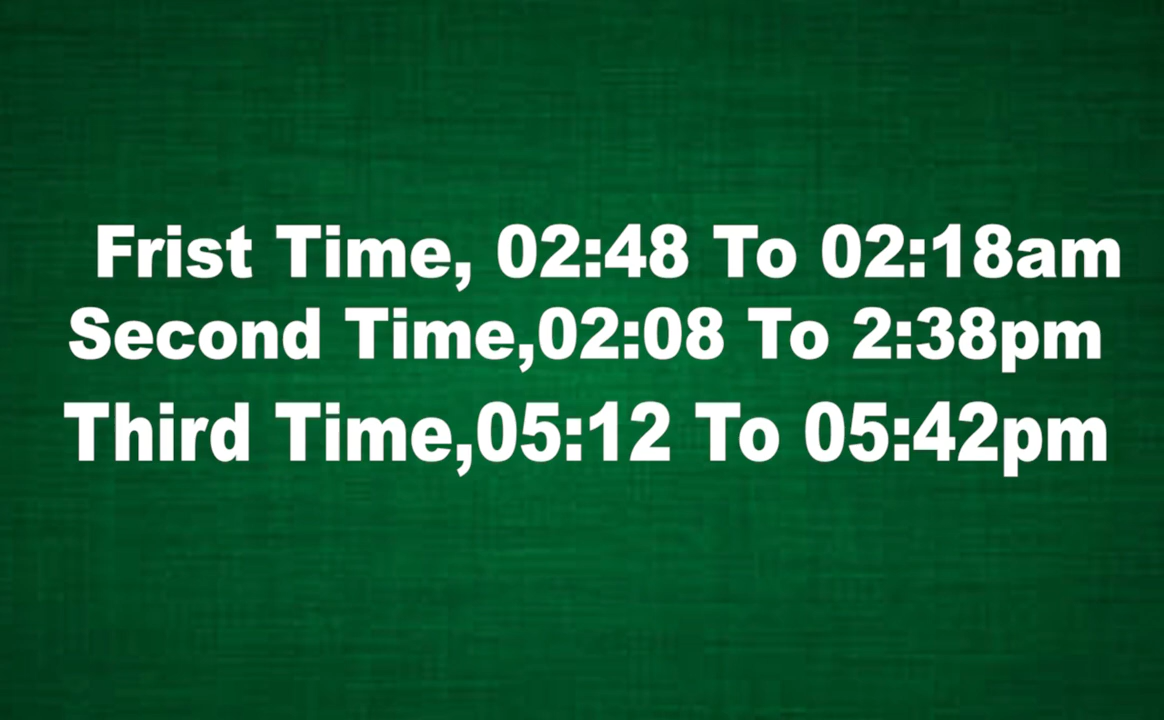 Frist Time, 02:48 To 02:18am
Second Time,02:08 To 2:38pm
Third Time,05:12 To 05:42pm